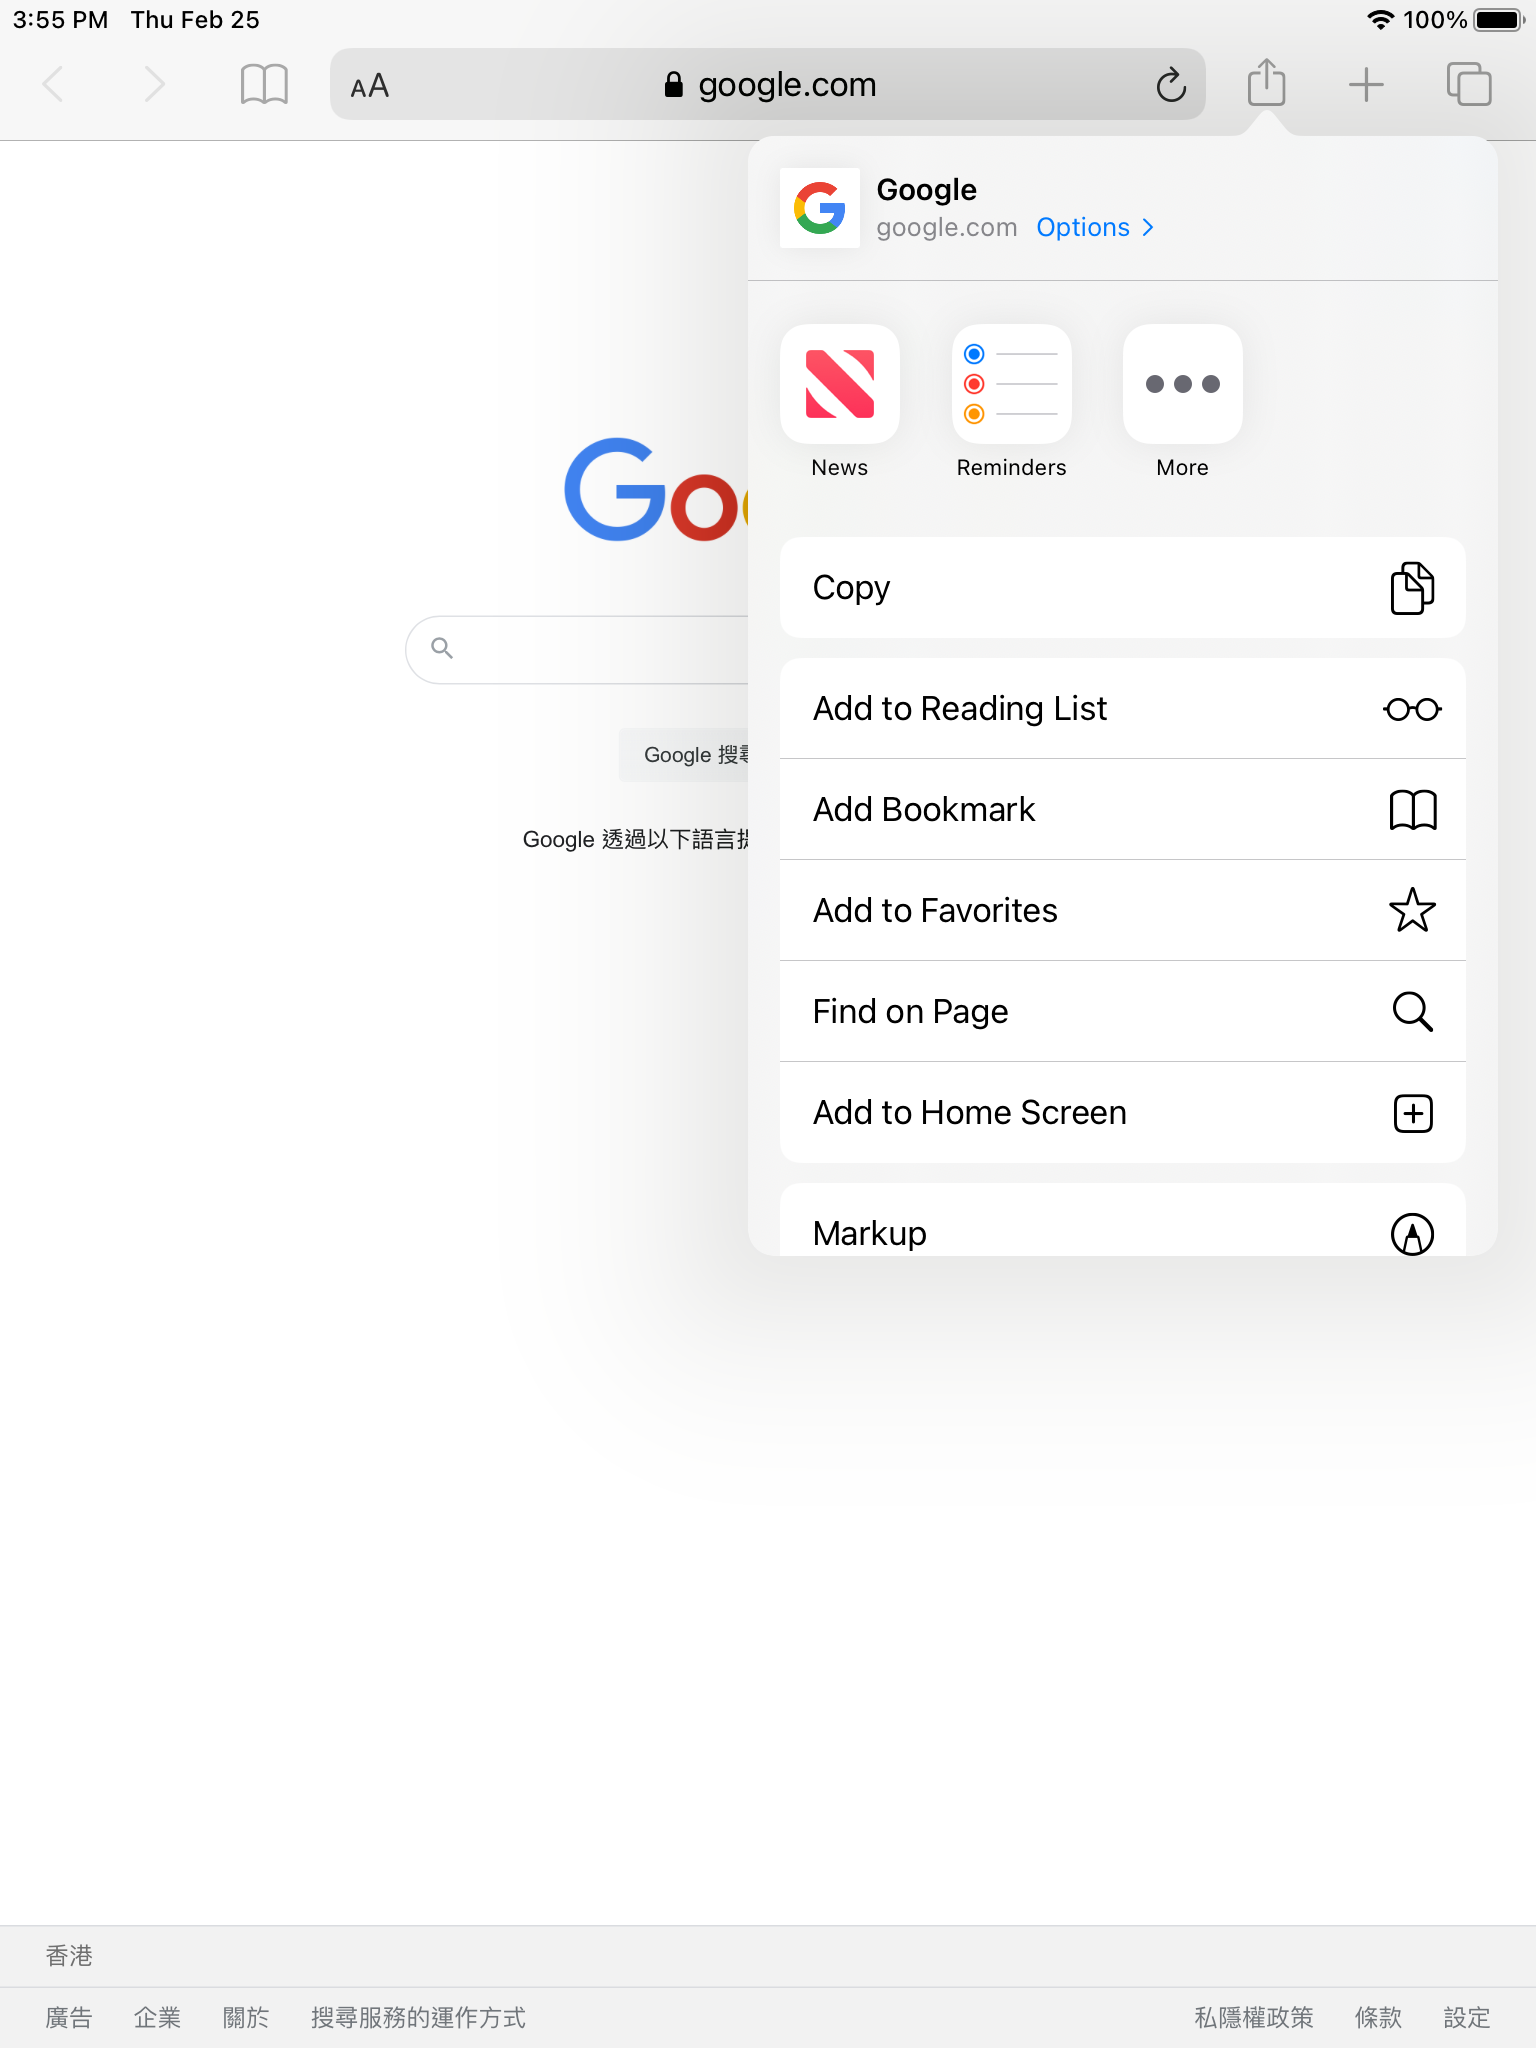 3:55 PM Thu Feb 25 100%
AA google.com
Google
google.com Options
News Reminders More
Goo
Copy
Add to Reading List
Google 搜
Add Bookmark
Google 透過以下語言
Add to Favorites
Find on Page
Add to Home Screen
Markup
香港
廣告 企業 關於 搜尋服務的運作方式 私隱權政策 條款 設定